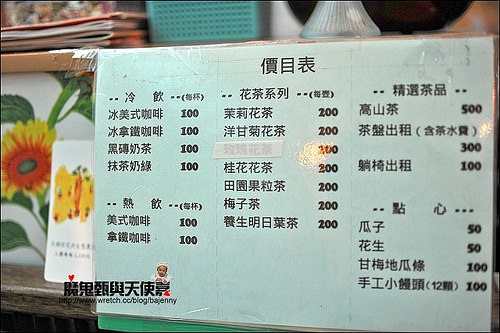 價目表
-- 冷 飲 --(每杯)
冰美式咖啡 100
冰拿鐵咖啡 100
黑磚奶茶 100
抹茶奶綠 100
-- 熱 飲 --(每杯)
美式咖啡 100
拿鐵咖啡 100
-- 花茶系列 --(每壺)
茉莉花茶 200
洋甘菊花茶 200
玫瑰花茶 200
桂花花茶 200
田園果粒茶 200
梅子茶 200
養生明日葉茶 200
-- 精選茶品 --
高山茶 500
茶盤出租（含茶水費）
300
躺椅出租 100
-- 點 心 ---
瓜子 50
花生 50
甘梅地瓜條 100
手工小饅頭(12顆) 100
魔鬼甄與天使嘉
http://www.wretch.cc/blog/bajenny